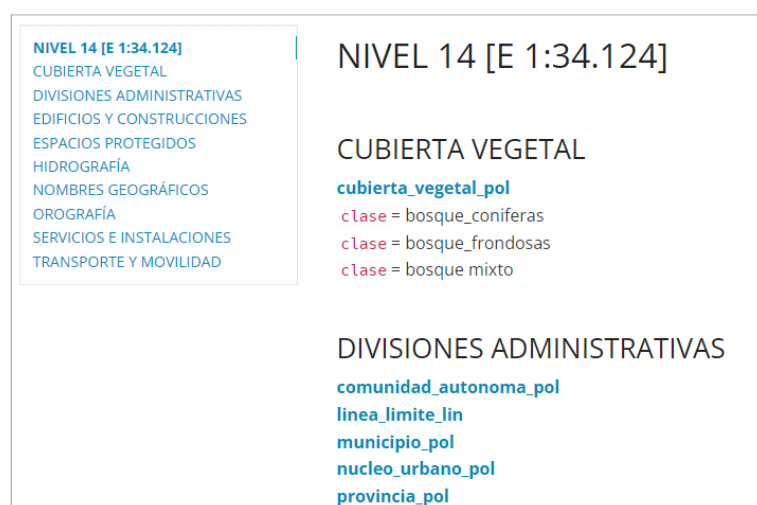 NIVEL 14 [E 1:34.124]
CUBIERTA VEGETAL
DIVISIONES ADMINISTRATIVAS
EDIFICIOS Y CONSTRUCCIONES
ESPACIOS PROTEGIDOS
HIDROGRAFÍA
NOMBRES GEOGRÁFICOS
OROGRAFÍA
SERVICIOS E INSTALACIONES
TRANSPORTE Y MOVILIDAD
NIVEL 14 [E 1:34.124]
CUBIERTA VEGETAL
cubierta_vegetal_pol
clase = bosque_coniferas
clase = bosque_frondosas
clase = bosque mixto
DIVISIONES ADMINISTRATIVAS
comunidad_autonoma_pol
linea_limite_lin
municipio_pol
nucleo_urbano_pol
provincia_pol